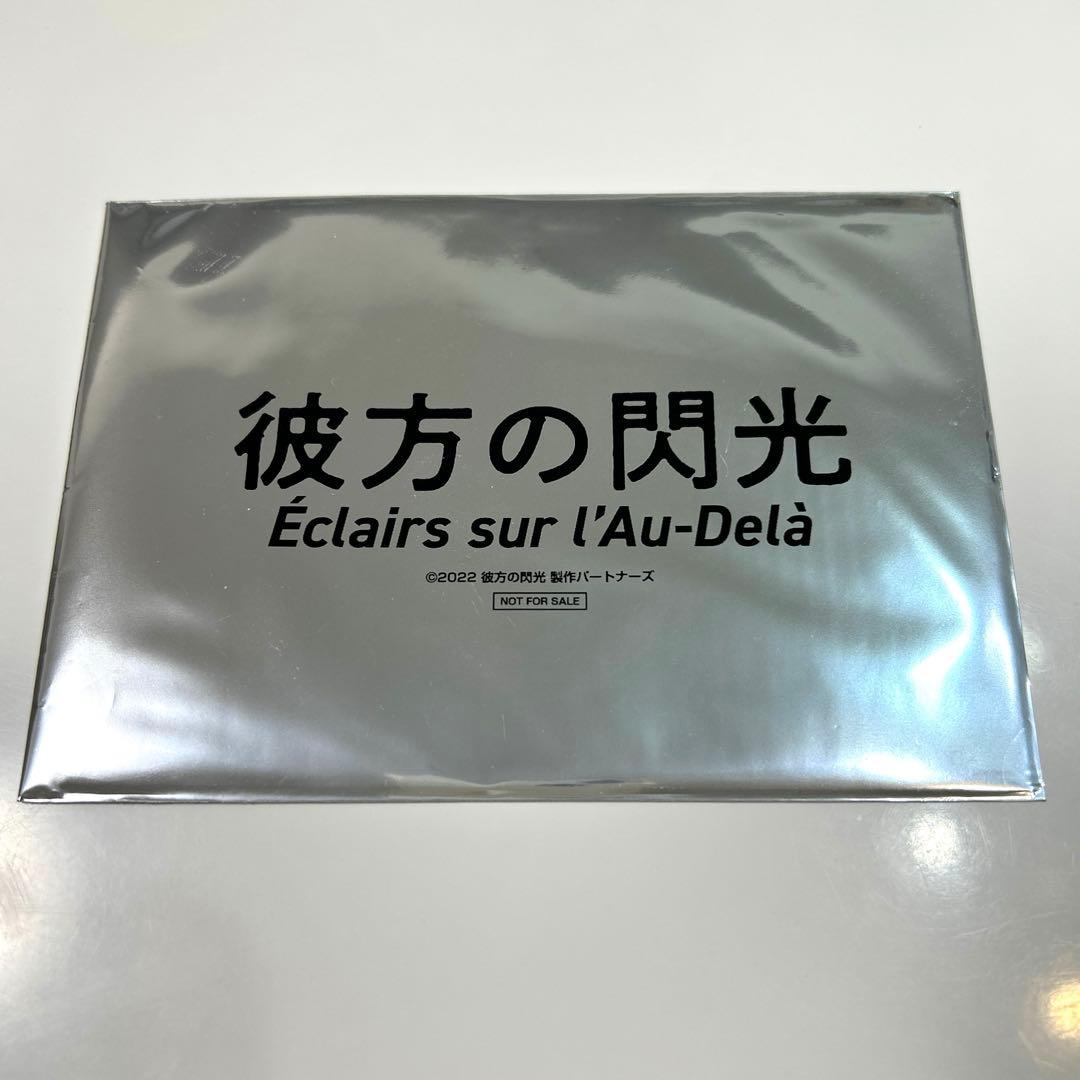 彼方の閃光
Éclairs sur l’Au-Delà
©2022 彼方の閃光 製作パートナーズ
NOT FOR SALE